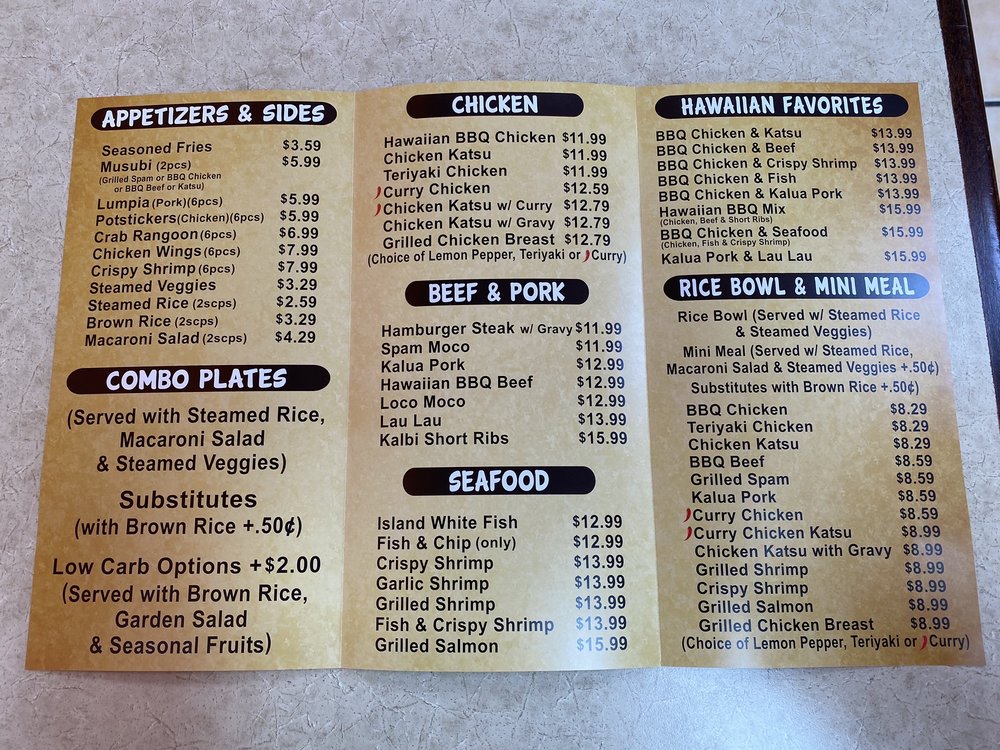 APPETIZERS & SIDES
Seasoned Fries $3.59
Musubi (2pcs) $5.99
(Grilled Spam or BBQ Chicken
or BBQ Beef or Katsu)
Lumpia (Pork)(6pcs) $5.99
Potstickers(Chicken)(6pcs) $5.99
Crab Rangoon (6pcs) $6.99
Chicken Wings (6pcs) $7.99
Crispy Shrimp (6pcs) $7.99
Steamed Veggies $3.29
Steamed Rice (2scps) $2.59
Brown Rice (2scps) $3.29
Macaroni Salad (2scps) $4.29
COMBO PLATES
(Served with Steamed Rice,
Macaroni Salad
& Steamed Veggies)
Substitutes
(with Brown Rice +.50¢)
Low Carb Options +$2.00
(Served with Brown Rice,
Garden Salad
& Seasonal Fruits)
CHICKEN
Hawaiian BBQ Chicken $11.99
Chicken Katsu $11.99
Teriyaki Chicken $11.99
Curry Chicken $12.59
Chicken Katsu w/ Curry $12.79
Chicken Katsu w/ Gravy $12.79
Grilled Chicken Breast $12.79
(Choice of Lemon Pepper, Teriyaki or Curry)
BEEF & PORK
Hamburger Steak w/ Gravy $11.99
Spam Moco $11.99
Kalua Pork $12.99
Hawaiian BBQ Beef $12.99
Loco Moco $12.99
Lau Lau $13.99
Kalbi Short Ribs $15.99
SEAFOOD
Island White Fish $12.99
Fish & Chip (only) $12.99
Crispy Shrimp $13.99
Garlic Shrimp $13.99
Grilled Shrimp $13.99
Fish & Crispy Shrimp $13.99
Grilled Salmon $15.99
HAWAIIAN FAVORITES
BBQ Chicken & Katsu $13.99
BBQ Chicken & Beef $13.99
BBQ Chicken & Crispy Shrimp $13.99
BBQ Chicken & Fish $13.99
BBQ Chicken & Kalua Pork $13.99
Hawaiian BBQ Mix $15.99
(Chicken, Beef & Short Ribs)
BBQ Chicken & Seafood $15.99
(Chicken, Fish & Crispy Shrimp)
Kalua Pork & Lau Lau $15.99
RICE BOWL & MINI MEAL
Rice Bowl (Served w/ Steamed Rice
& Steamed Veggies)
Mini Meal (Served w/ Steamed Rice,
Macaroni Salad & Steamed Veggies +.50¢)
Substitutes with Brown Rice +.50¢)
BBQ Chicken $8.29
Teriyaki Chicken $8.29
Chicken Katsu $8.29
BBQ Beef $8.59
Grilled Spam $8.59
Kalua Pork $8.59
Curry Chicken $8.59
Curry Chicken Katsu $8.99
Chicken Katsu with Gravy $8.99
Grilled Shrimp $8.99
Crispy Shrimp $8.99
Grilled Salmon $8.99
Grilled Chicken Breast $8.99
(Choice of Lemon Pepper, Teriyaki or Curry)